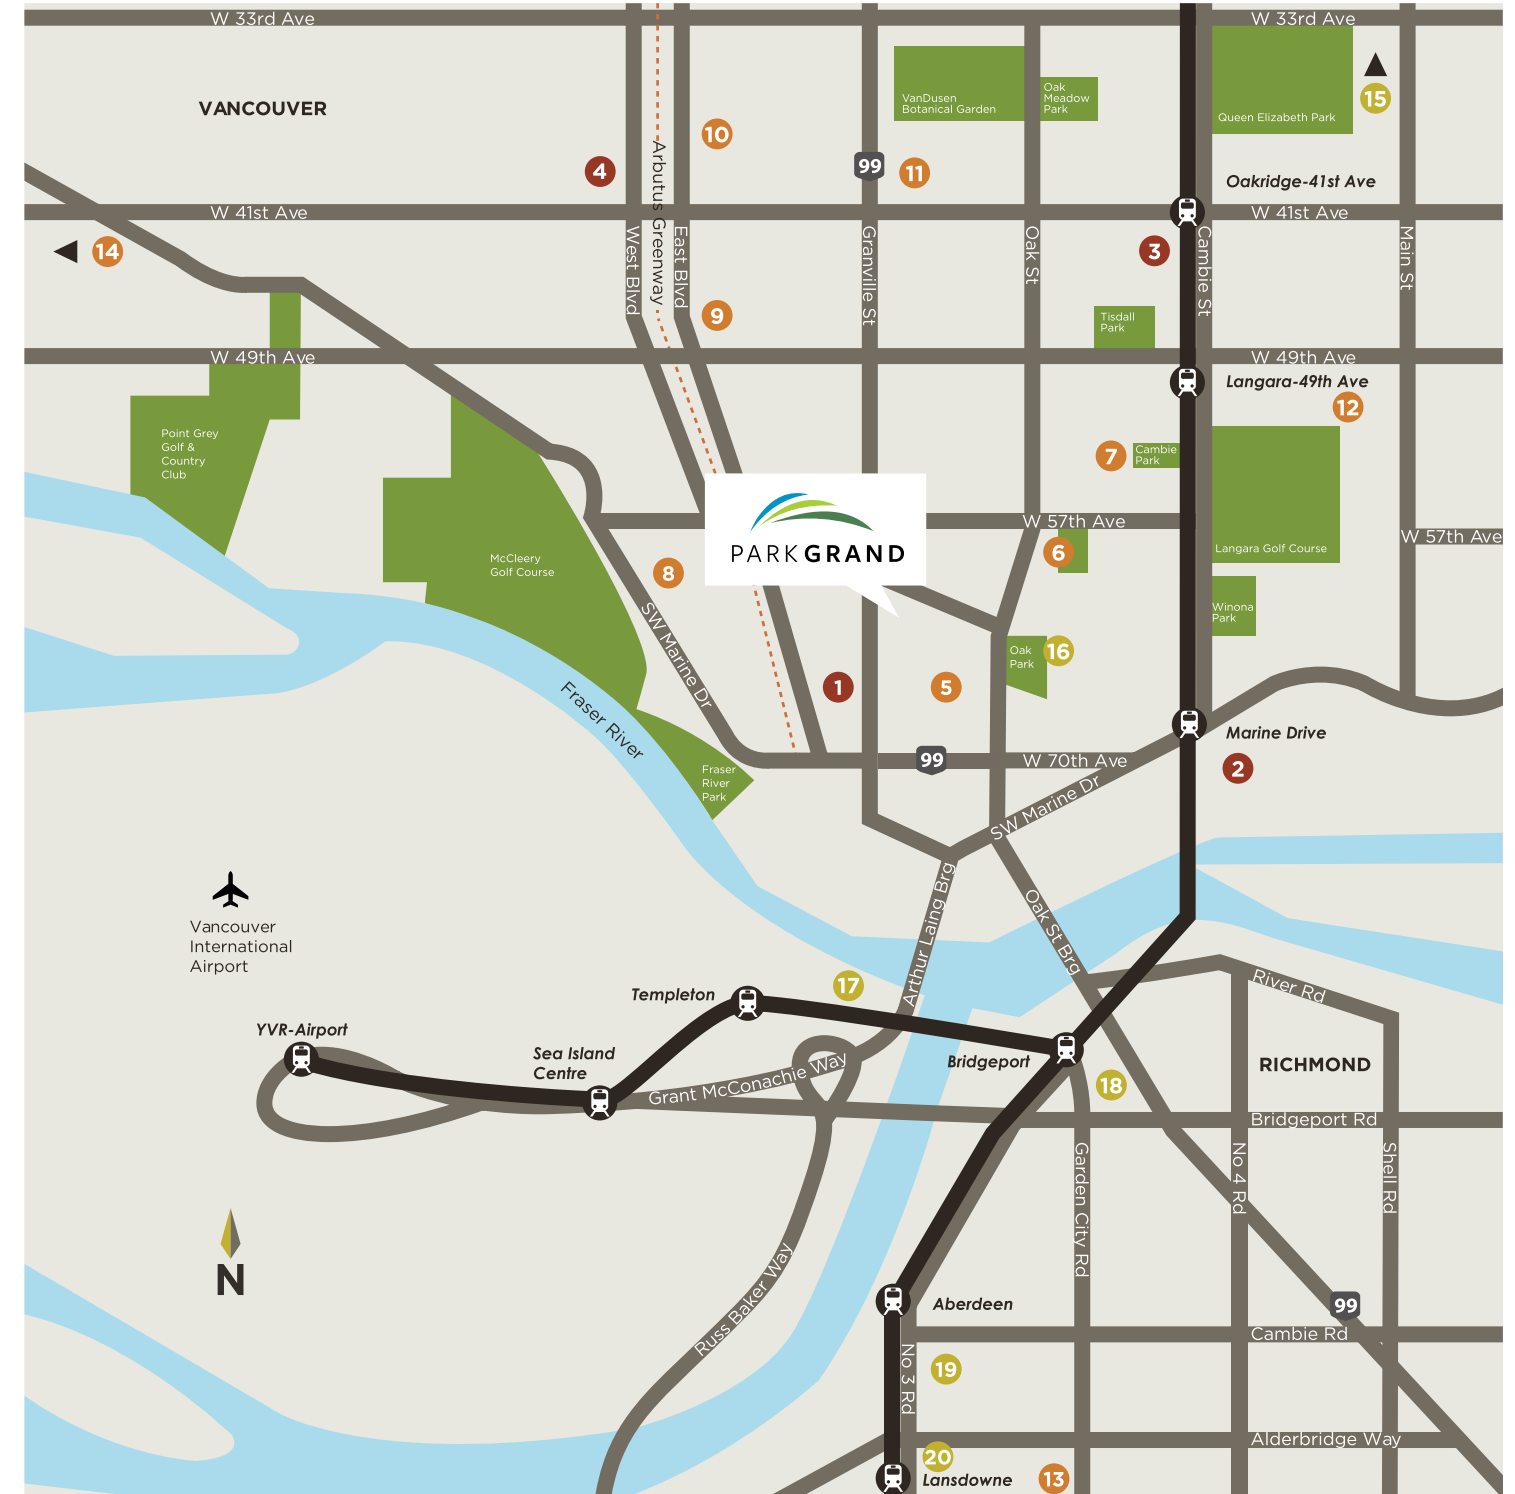 W 33rd Ave
W 33rd Ave
VANCOUVER
VanDusen
Botanical Garden
Oak
Meadow
Park
Queen Elizabeth Park
15
10
4
Arbutus Greenway
99
11
Oakridge-41st Ave
W 41st Ave
W 41st Ave
14
West Blvd
East Blvd
Granville St
Oak St
3
Cambie St
Main St
9
Tisdall
Park
W 49th Ave
W 49th Ave
Langara-49th Ave
12
Point Grey
Golf &
Country
Club
7
Cambie
Park
W 57th Ave
W 57th Ave
PARKGRAND
McCleery
Golf Course
8
6
Langara Golf Course
Winona
Park
SW Marine Dr
Oak
Park
16
1
5
Fraser River
Marine Drive
99
W 70th Ave
2
Fraser
River
Park
SW Marine Dr
Arthur Laing Brg
Oak St Brg
Vancouver
International
Airport
Templeton
17
River Rd
YVR-Airport
Sea Island
Centre
Bridgeport
RICHMOND
Grant McConachie Way
18
Bridgeport Rd
Garden City Rd
No 4 Rd
Shell Rd
N
Russ Baker Way
Aberdeen
99
Cambie Rd
No 3 Rd
19
Alderbridge Way
20
Lansdowne
13